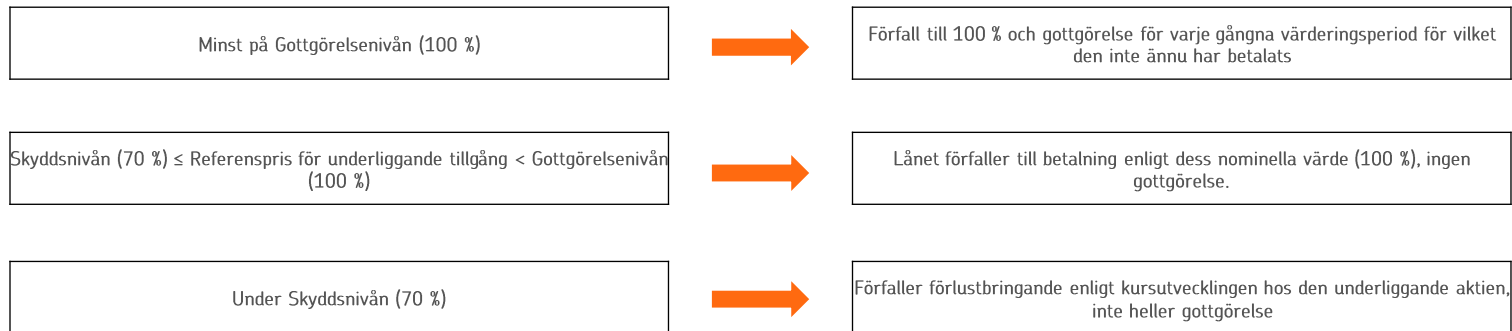 Minst på Gottgörelsenivån (100 %)
Förfall till 100 % och gottgörelse för varje gångna värderingsperiod för vilket
den inte ännu har betalats
Skyddsnivån (70 %) ≤ Referenspris för underliggande tillgång < Gottgörelsenivån
(100 %)
Lånet förfaller till betalning enligt dess nominella värde (100 %), ingen
gottgörelse.
Under Skyddsnivån (70 %)
Förfaller förlustbringande enligt kursutvecklingen hos den underliggande aktien,
inte heller gottgörelse